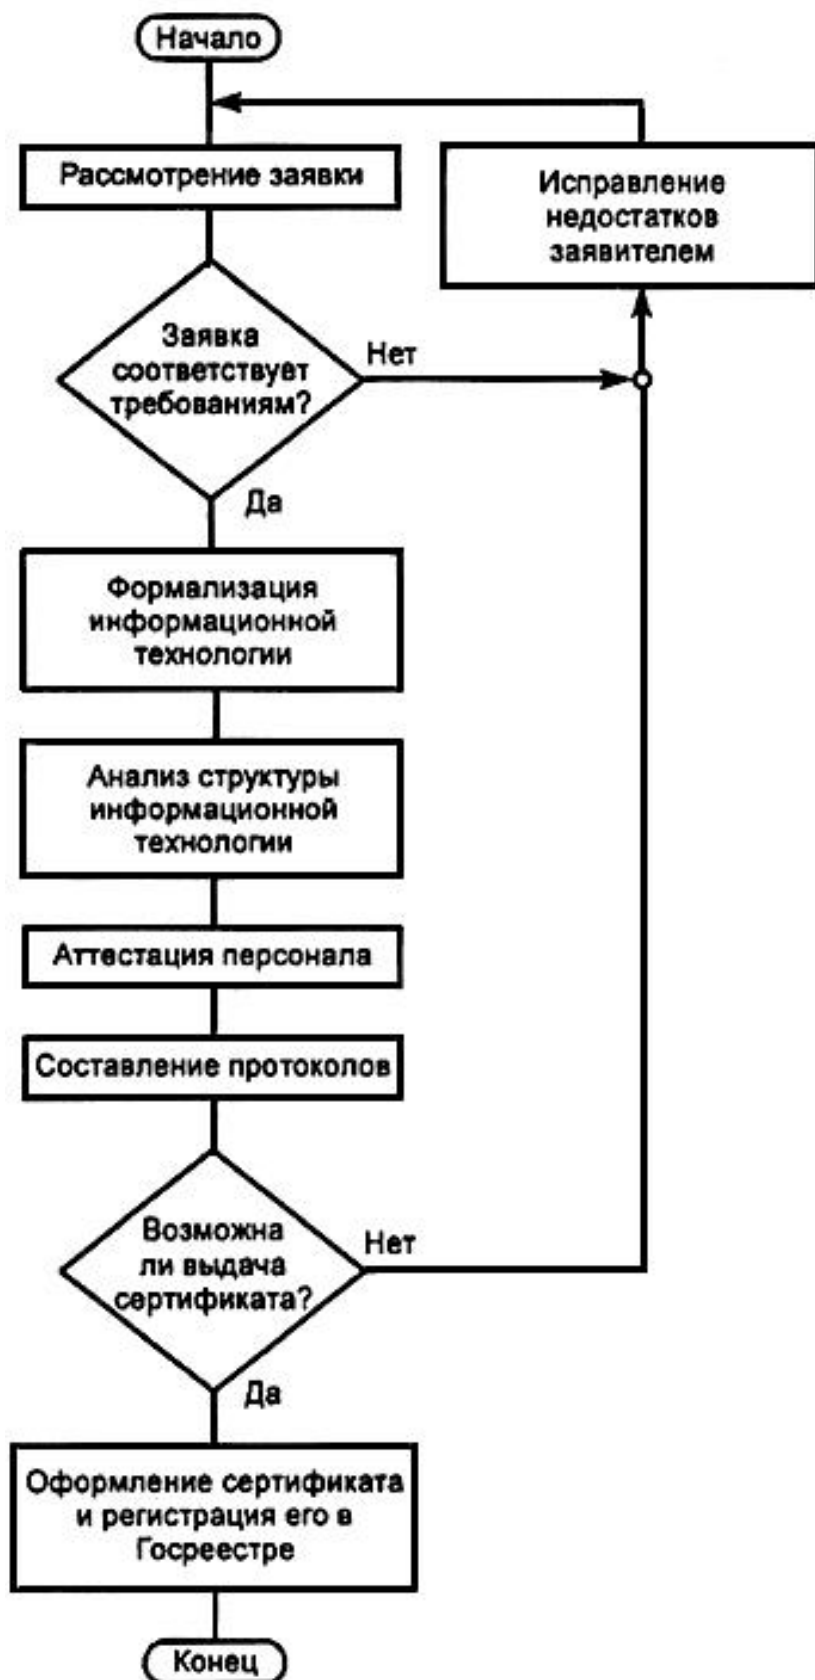 Начало
Рассмотрение заявки
Исправление
недостатков
заявителем
Заявка
соответствует
требованиям?
Нет
Да
Формализация
информационной
технологии
Анализ структуры
информационной
технологии
Аттестация персонала
Составление протоколов
Возможна
ли выдача
сертификата?
Нет
Да
Оформление сертификата
и регистрация его в
Госреестре
Конец